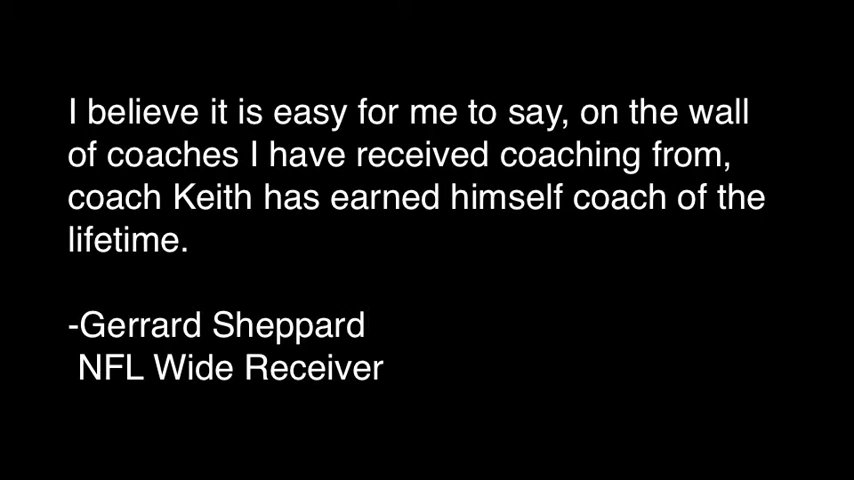 I believe it is easy for me to say, on the wall
of coaches I have received coaching from,
coach Keith has earned himself coach of the
lifetime.
-Gerrard Sheppard
NFL Wide Receiver